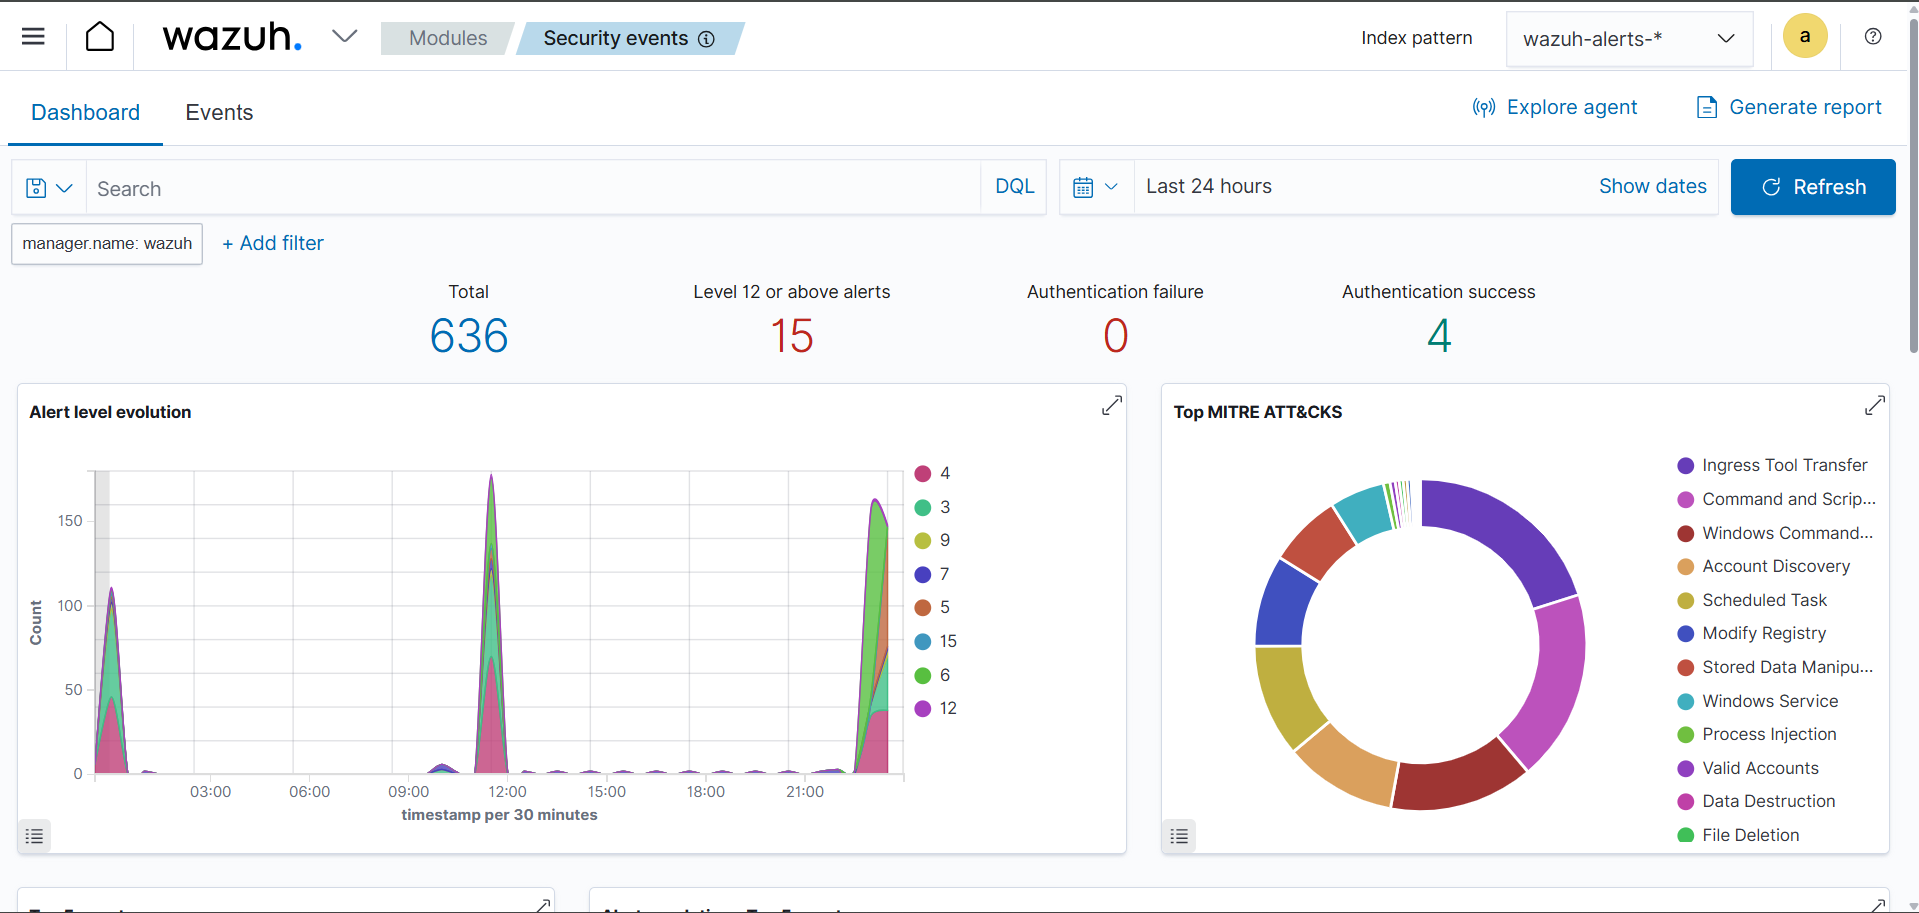 wazuh.
Modules
Security events
Index pattern
wazuh-alerts-*
a
Dashboard
Events
Explore agent
Generate report
Search
DQL
Last 24 hours
Show dates
Refresh
manager.name: wazuh
+ Add filter
Total
636
Level 12 or above alerts
15
Authentication failure
0
Authentication success
4
Alert level evolution
Count
150
100
50
0
03:00
06:00
09:00
12:00
15:00
18:00
21:00
timestamp per 30 minutes
4
3
9
7
5
15
6
12
Top MITRE ATT&CKS
Ingress Tool Transfer
Command and Scrip...
Windows Command...
Account Discovery
Scheduled Task
Modify Registry
Stored Data Manipu...
Windows Service
Process Injection
Valid Accounts
Data Destruction
File Deletion